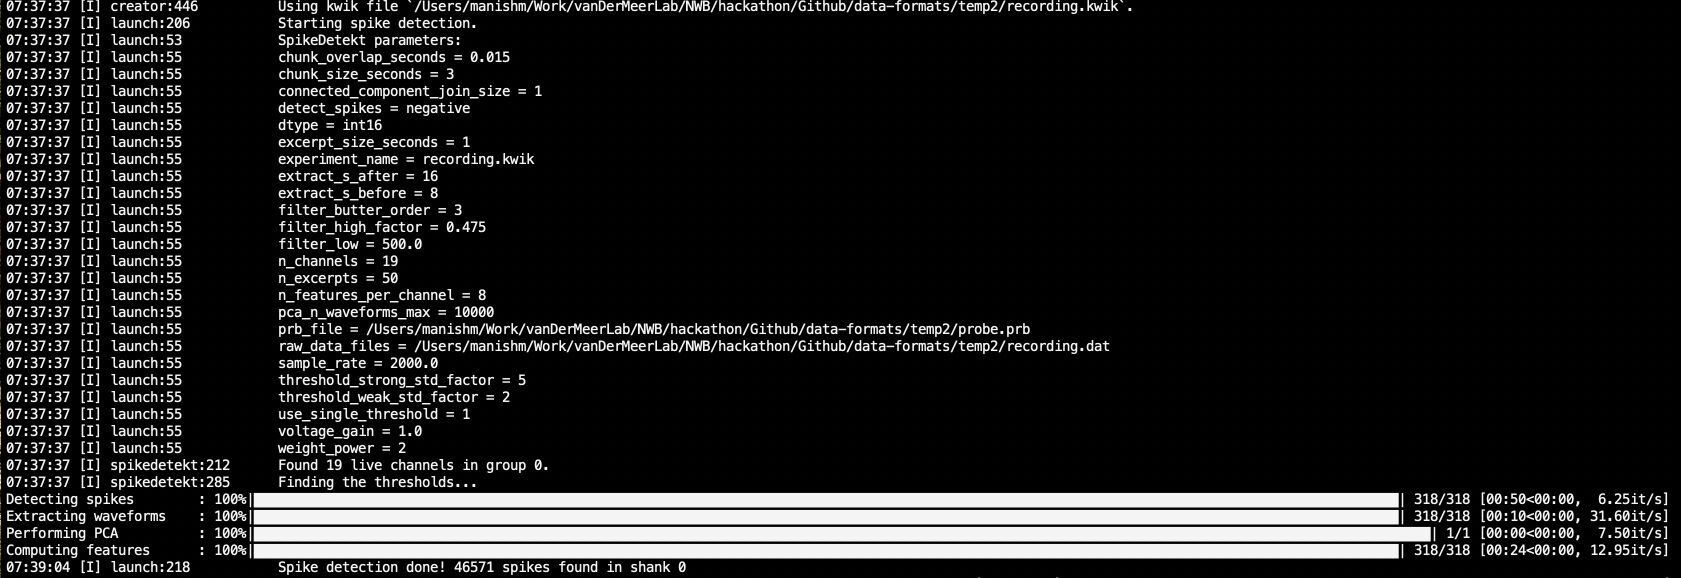 07:37:37 [I] creator:446          Using kwik file `/Users/manishm/Work/vanDerMeerLab/NWB/hackathon/Github/data-formats/temp2/recording.kwik`.
07:37:37 [I] launch:206           Starting spike detection.
07:37:37 [I] launch:53            SpikeDetekt parameters:
07:37:37 [I] launch:55            chunk_overlap_seconds = 0.015
07:37:37 [I] launch:55            chunk_size_seconds = 3
07:37:37 [I] launch:55            connected_component_join_size = 1
07:37:37 [I] launch:55            detect_spikes = negative
07:37:37 [I] launch:55            dtype = int16
07:37:37 [I] launch:55            excerpt_size_seconds = 1
07:37:37 [I] launch:55            experiment_name = recording.kwik
07:37:37 [I] launch:55            extract_s_after = 16
07:37:37 [I] launch:55            extract_s_before = 8
07:37:37 [I] launch:55            filter_butter_order = 3
07:37:37 [I] launch:55            filter_high_factor = 0.475
07:37:37 [I] launch:55            filter_low = 500.0
07:37:37 [I] launch:55            n_channels = 19
07:37:37 [I] launch:55            n_excerpts = 50
07:37:37 [I] launch:55            n_features_per_channel = 8
07:37:37 [I] launch:55            pca_n_waveforms_max = 10000
07:37:37 [I] launch:55            prb_file = /Users/manishm/Work/vanDerMeerLab/NWB/hackathon/Github/data-formats/temp2/probe.prb
07:37:37 [I] launch:55            raw_data_files = /Users/manishm/Work/vanDerMeerLab/NWB/hackathon/Github/data-formats/temp2/recording.dat
07:37:37 [I] launch:55            sample_rate = 2000.0
07:37:37 [I] launch:55            threshold_strong_std_factor = 5
07:37:37 [I] launch:55            threshold_weak_std_factor = 2
07:37:37 [I] launch:55            use_single_threshold = 1
07:37:37 [I] launch:55            voltage_gain = 1.0
07:37:37 [I] launch:55            weight_power = 2
07:37:37 [I] spikedetekt:212      Found 19 live channels in group 0.
07:37:37 [I] spikedetekt:285      Finding the thresholds...
Detecting spikes        : 100%| | 318/318 [00:50<00:00,  6.25it/s]
Extracting waveforms    : 100%| | 318/318 [00:10<00:00, 31.60it/s]
Performing PCA          : 100%| | 1/1 [00:00<00:00,  7.50it/s]
Computing features      : 100%| | 318/318 [00:24<00:00, 12.95it/s]
07:39:04 [I] launch:218           Spike detection done! 46571 spikes found in shank 0